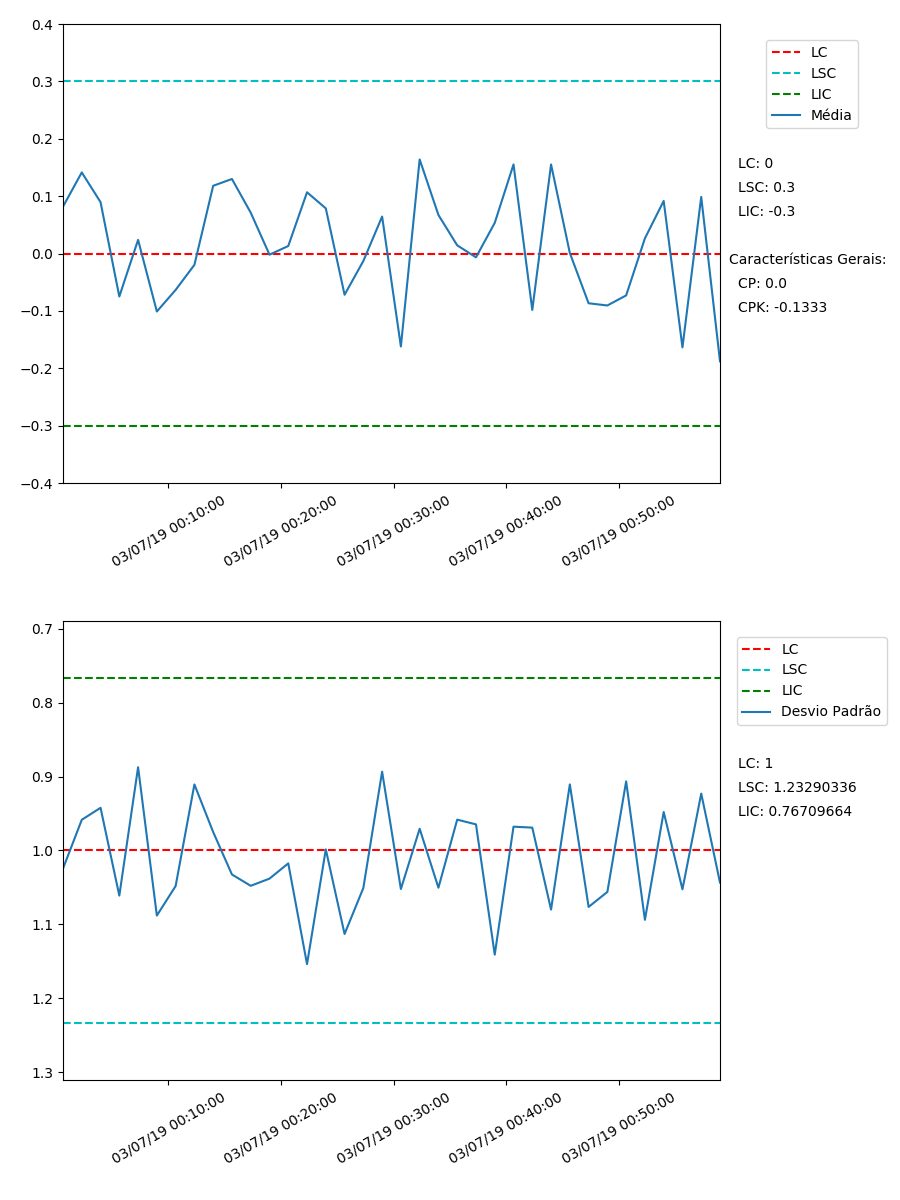 0.4
0.3
0.2
0.1
0.0
−0.1
−0.2
−0.3
−0.4
03/07/19 00:10:00
03/07/19 00:20:00
03/07/19 00:30:00
03/07/19 00:40:00
03/07/19 00:50:00
LC
LSC
LIC
Média
LC: 0
LSC: 0.3
LIC: -0.3
Características Gerais:
CP: 0.0
CPK: -0.1333
0.7
0.8
0.9
1.0
1.1
1.2
1.3
03/07/19 00:10:00
03/07/19 00:20:00
03/07/19 00:30:00
03/07/19 00:40:00
03/07/19 00:50:00
LC
LSC
LIC
Desvio Padrão
LC: 1
LSC: 1.23290336
LIC: 0.76709664